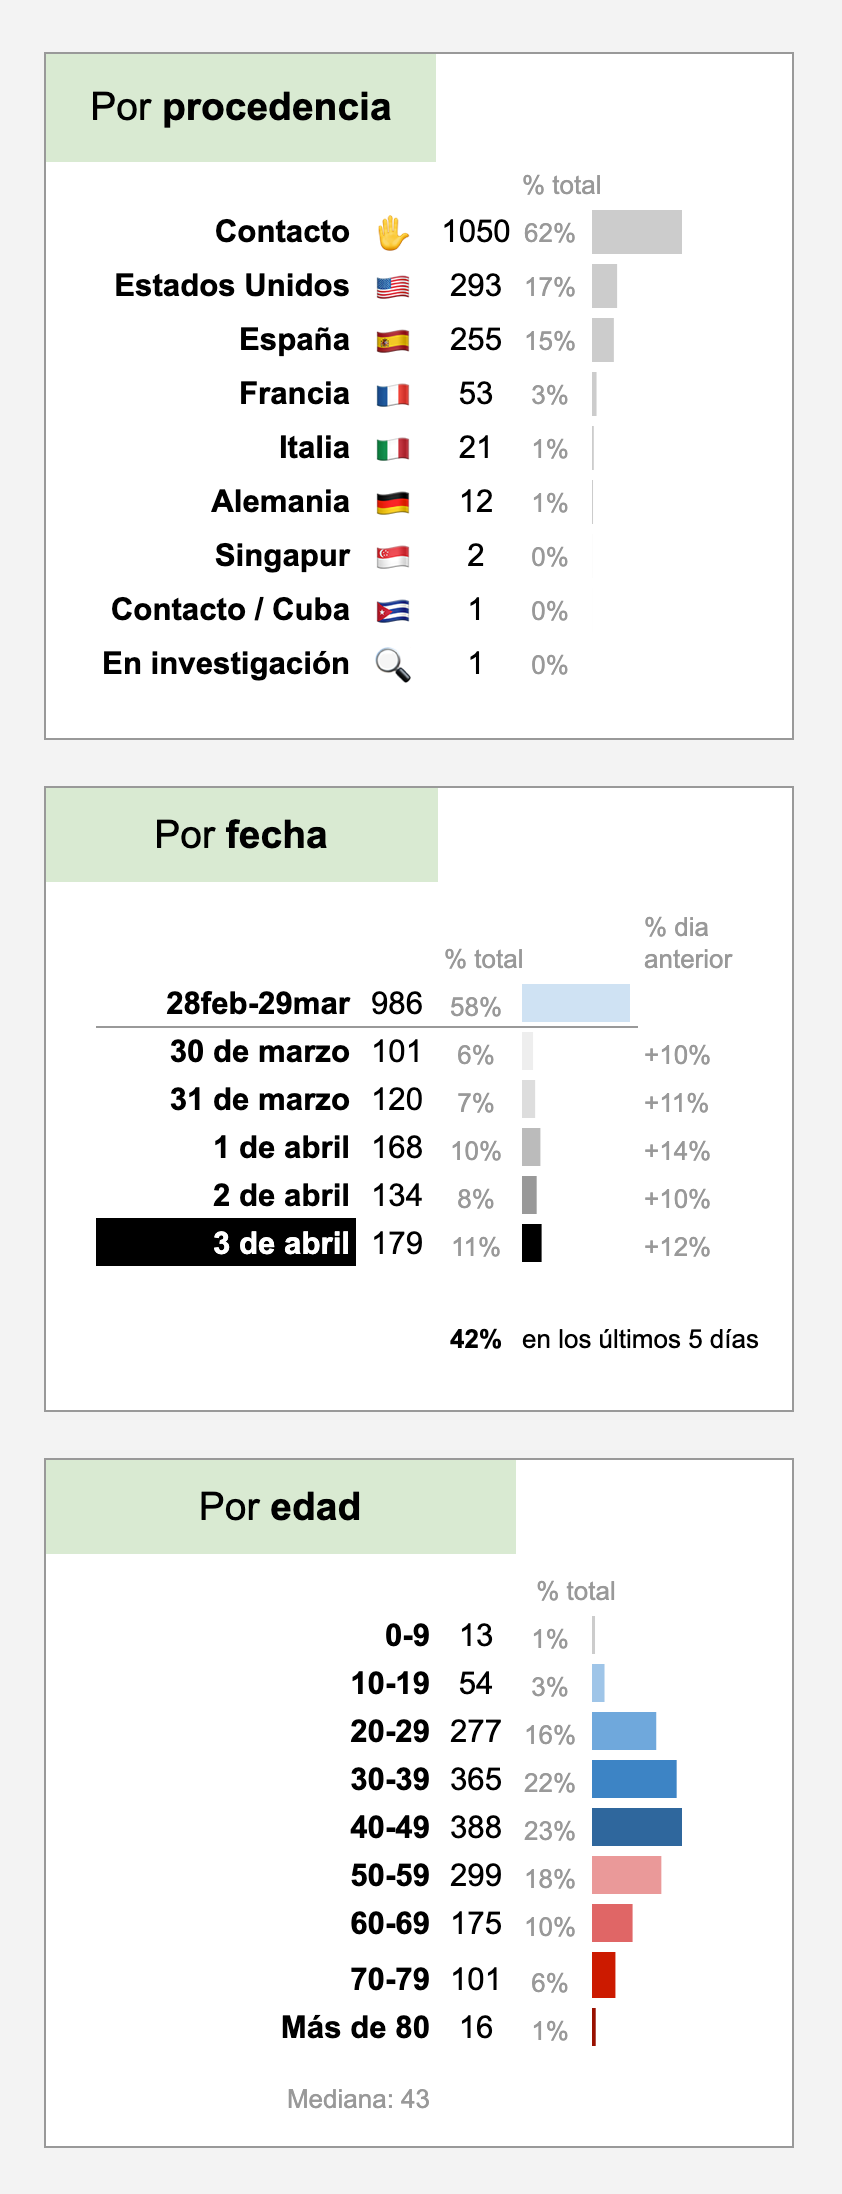 Por procedencia
% total
Contacto 1050 62%
Estados Unidos 293 17%
España 255 15%
Francia 53 3%
Italia 21 1%
Alemania 12 1%
Singapur 2 0%
Contacto / Cuba 1 0%
En investigación 1 0%
Por fecha
% dia
% total anterior
28feb-29mar 986 58%
30 de marzo 101 6% +10%
31 de marzo 120 7% +11%
1 de abril 168 10% +14%
2 de abril 134 8% +10%
3 de abril 179 11% +12%
42% en los últimos 5 días
Por edad
% total
0-9 13 1%
10-19 54 3%
20-29 277 16%
30-39 365 22%
40-49 388 23%
50-59 299 18%
60-69 175 10%
70-79 101 6%
Más de 80 16 1%
Mediana: 43